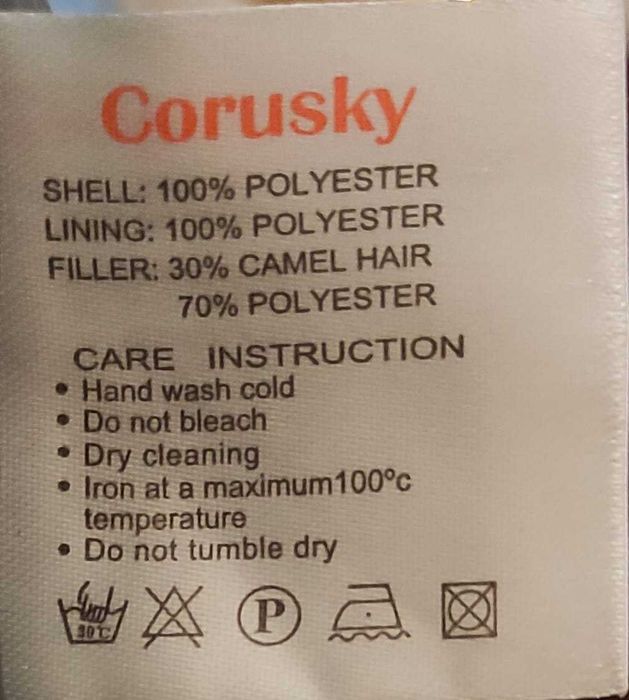 Corusky
SHELL: 100% POLYESTER
LINING: 100% POLYESTER
FILLER: 30% CAMEL HAIR
70% POLYESTER
CARE INSTRUCTION
• Hand wash cold
• Do not bleach
• Dry cleaning
• Iron at a maximum100ºc
temperature
• Do not tumble dry
30℃ P